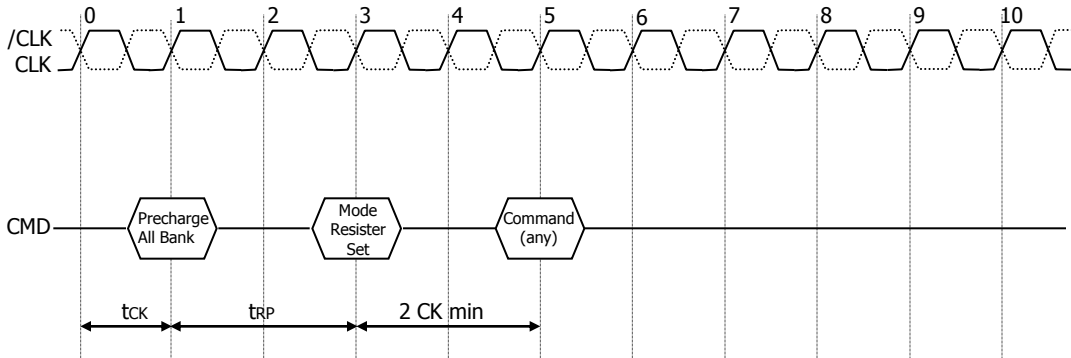 0 1 2 3 4 5 6 7 8 9 10
/CLK
CLK
CMD
Precharge
All Bank
Mode
Resister
Set
Command
(any)
tCK
tRP
2 CK min